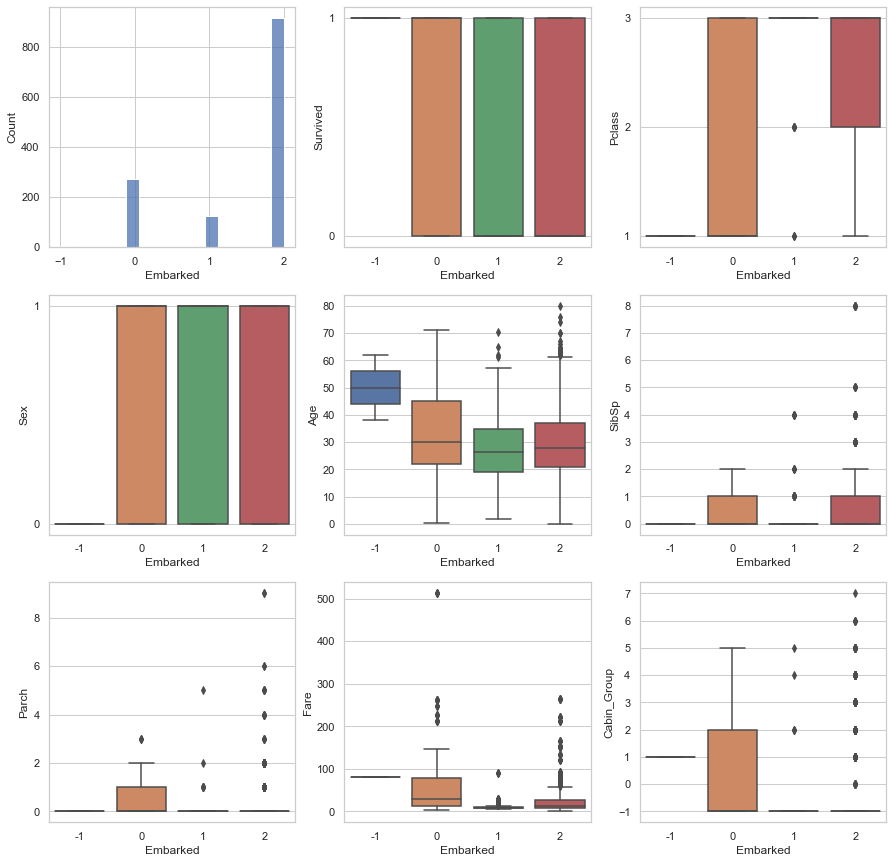 800
600
400
200
0
Count
−1 0 1 2
Embarked
1
0
Survived
-1 0 1 2
Embarked
3
2
1
Pclass
-1 0 1 2
Embarked
1
0
Sex
-1 0 1 2
Embarked
80
70
60
50
40
30
20
10
0
Age
-1 0 1 2
Embarked
8
7
6
5
4
3
2
1
0
SibSp
-1 0 1 2
Embarked
8
6
4
2
0
Parch
-1 0 1 2
Embarked
500
400
300
200
100
0
Fare
-1 0 1 2
Embarked
7
6
5
4
3
2
1
0
−1
Cabin_Group
-1 0 1 2
Embarked